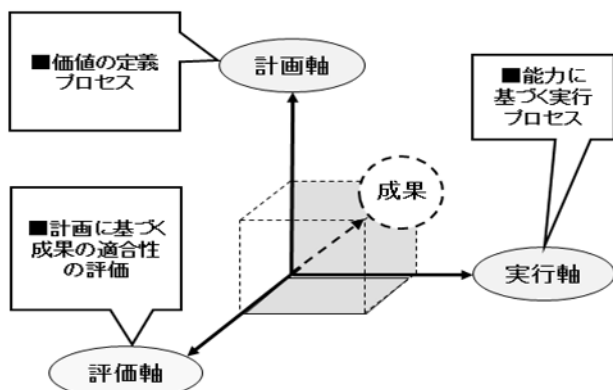 ■価値の定義
プロセス
計画軸
■能力に
基づく実行
プロセス
成果
■計画に基づく
成果の適合性
の評価
実行軸
評価軸